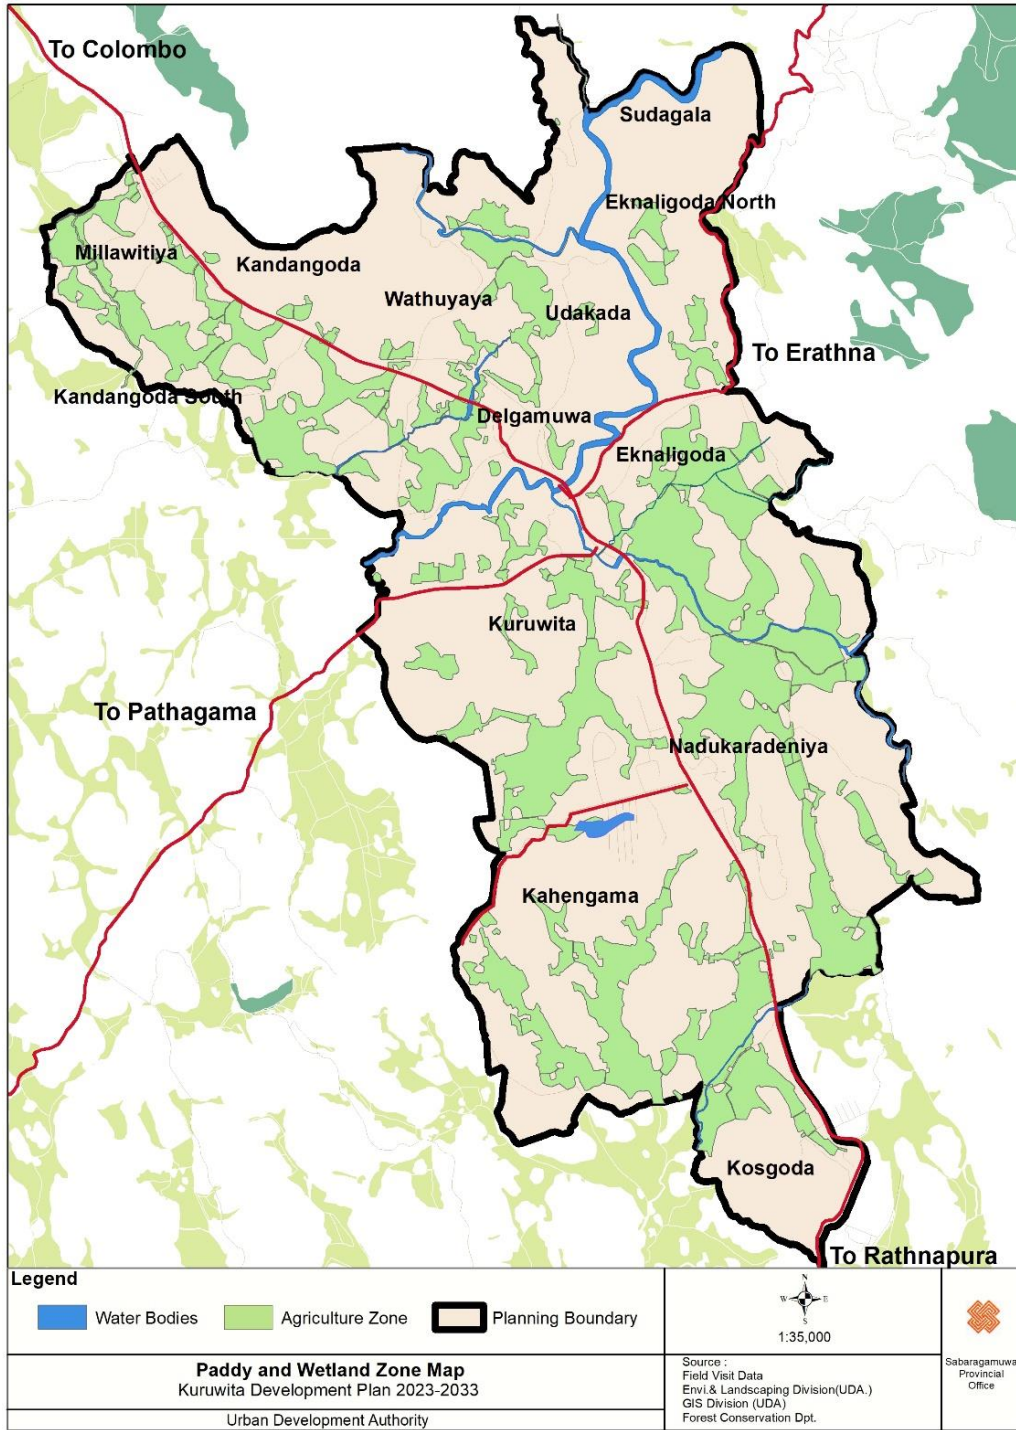 To Colombo
Sudagala
Eknaligoda North
Millawitiya
Kandangoda
Wathuyaya
Udakada
To Erathna
Kandangoda South
Delgamuwa
Eknaligoda
Kuruwita
To Pathagama
Nadukaradeniya
Kahengama
Kosgoda
To Rathnapura
Legend
Water Bodies
Agriculture Zone
Planning Boundary
N
W E
S
1:35,000
Paddy and Wetland Zone Map
Kuruwita Development Plan 2023-2033
Urban Development Authority
Source :
Field Visit Data
Envi.& Landscaping Division(UDA.)
GIS Division (UDA)
Forest Conservation Dpt.
Sabaragamuwa
Provincial
Office